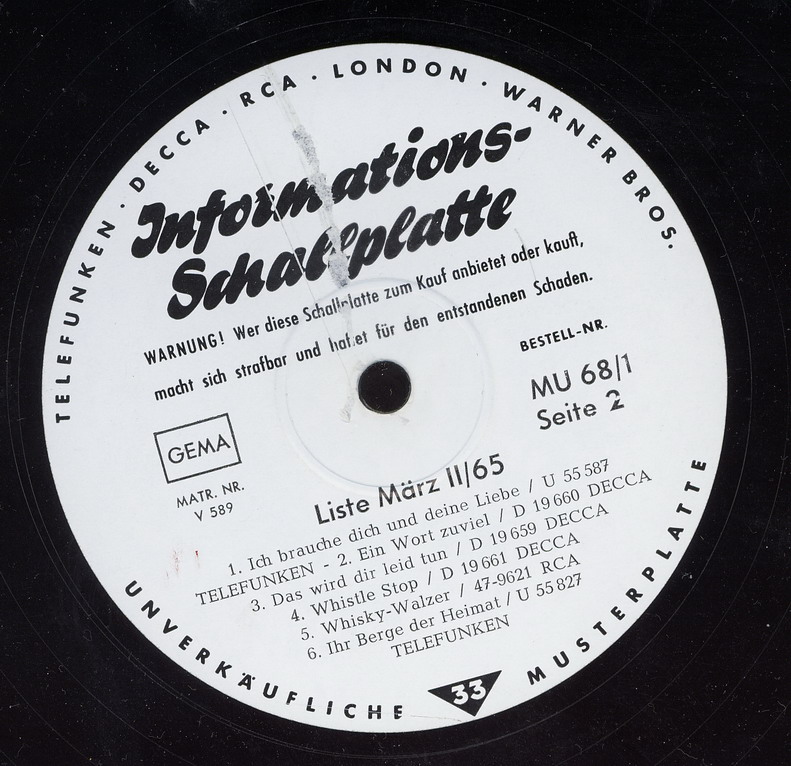 TELEFUNKEN · DECCA · RCA · LONDON · WARNER BROS.
Informations-
Schallplatte
WARNUNG! Wer diese Schallplatte zum Kauf anbietet oder kauft,
macht sich strafbar und haftet für den entstandenen Schaden.
BESTELL-NR.
MU 68/1
Seite 2
GEMA
MATR. NR.
V 589
Liste März II/65
1. Ich brauche dich und deine Liebe / U 55 587
TELEFUNKEN - 2. Ein Wort zuviel / D 19 660 DECCA
3. Das wird dir leid tun / D 19 659 DECCA
4. Whistle Stop / D 19 661 DECCA
5. Whisky-Walzer / 47-9621 RCA
6. Ihr Berge der Heimat / U 55 827
TELEFUNKEN
UNVERKÄUFLICHE 33 MUSTERPLATTE